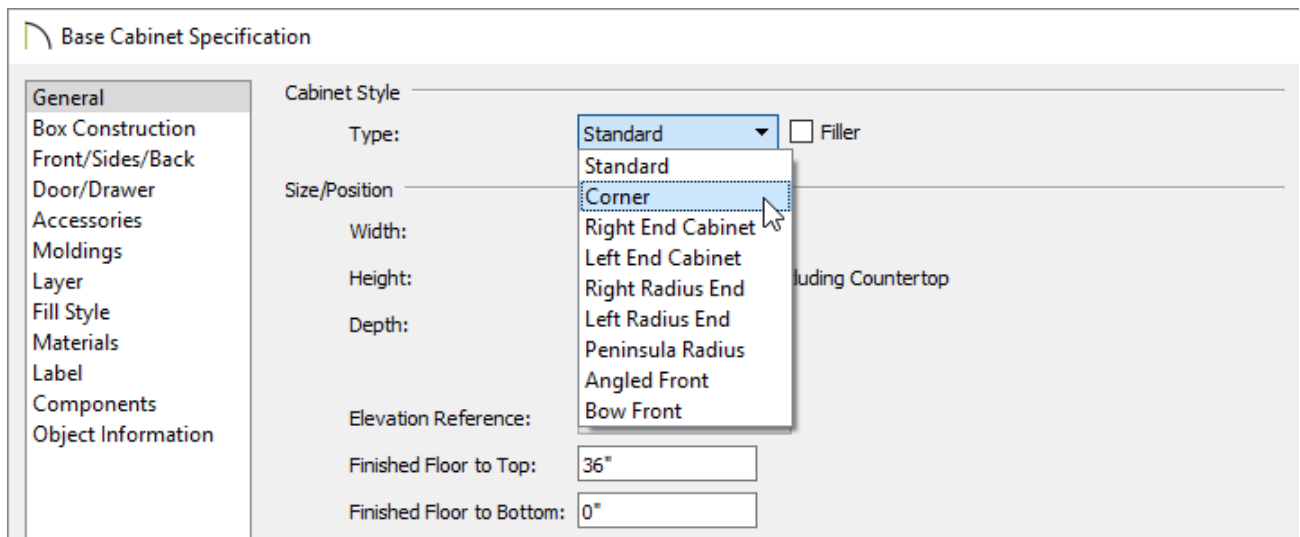 Base Cabinet Specification
General
Box Construction
Front/Sides/Back
Door/Drawer
Accessories
Moldings
Layer
Fill Style
Materials
Label
Components
Object Information
Cabinet Style
Type:
Standard
Filler
Standard
Corner
Right End Cabinet
Left End Cabinet
Right Radius End
Left Radius End
Peninsula Radius
Angled Front
Bow Front
Size/Position
Width:
Height:
Countertop
Depth:
Elevation Reference:
Finished Floor to Top:
36"
Finished Floor to Bottom:
0"